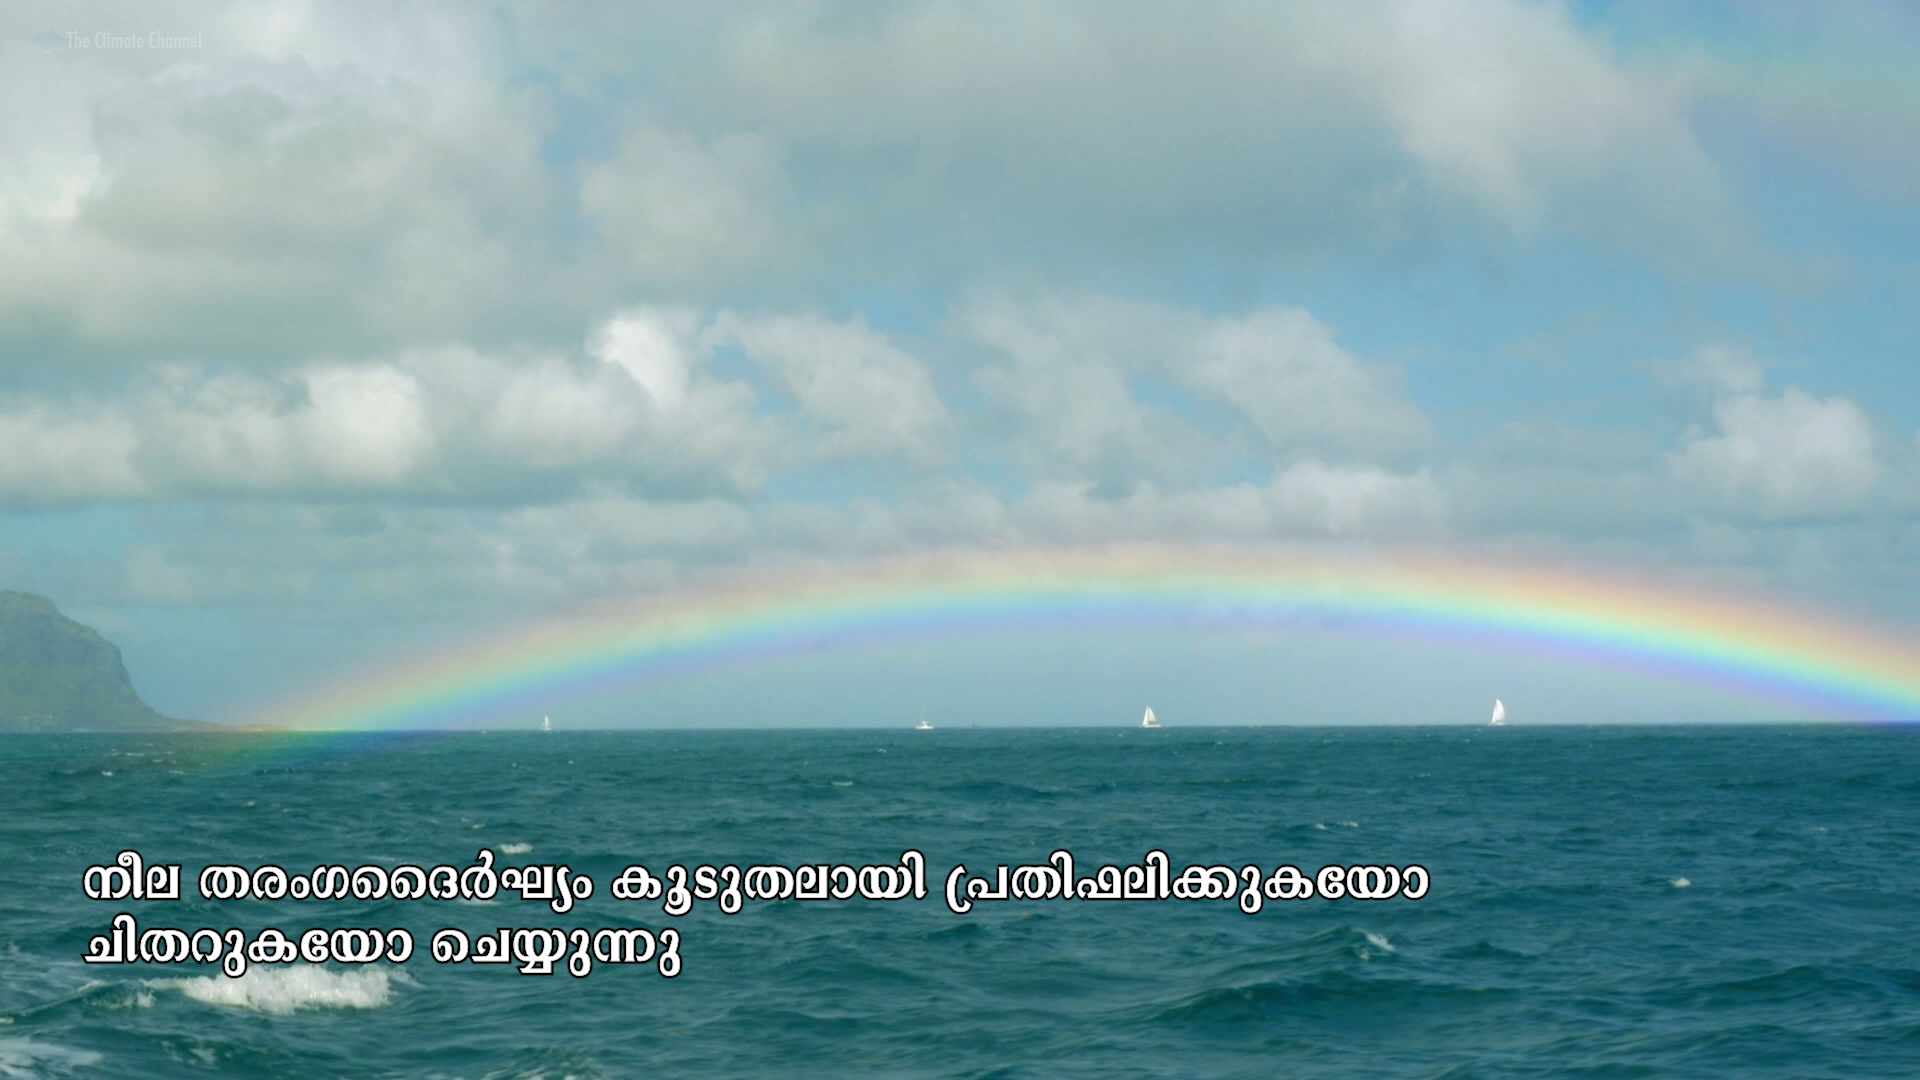 The Climate Channel
നീല തരംഗദൈർഘ്യം കൂടുതലായി പ്രതിഫലിക്കുകയോ
ചിതറുകയോ ചെയ്യുന്നു